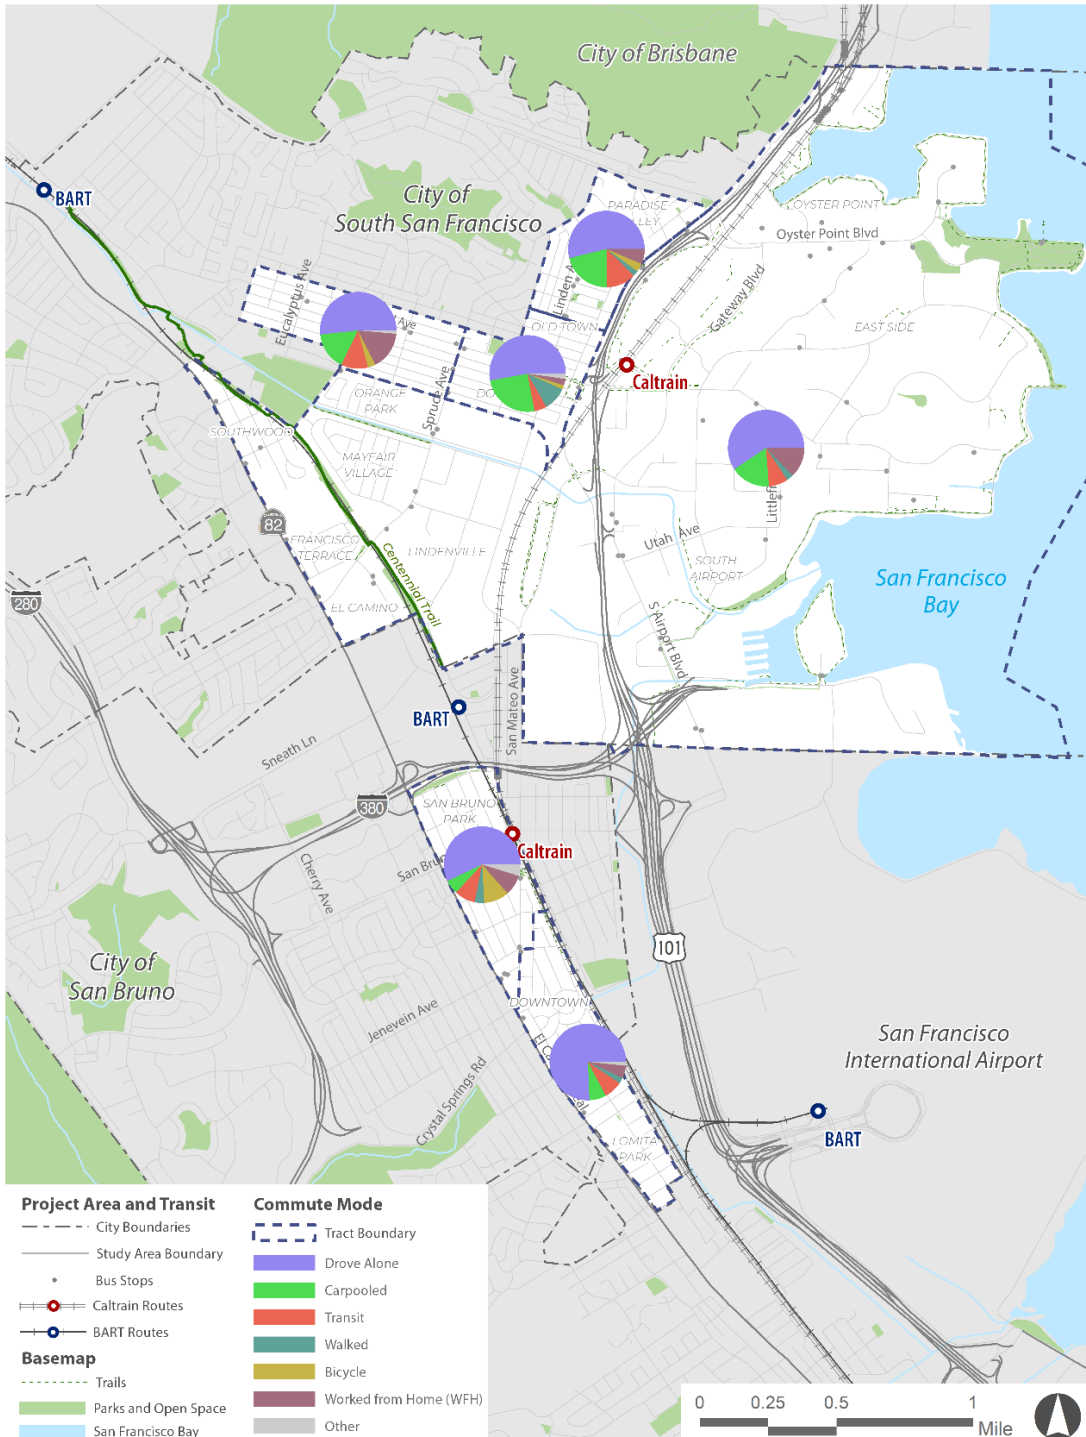 City of Brisbane
BART
City of
South San Francisco
PARADISE
OYSTER POINT
Oyster Point Blvd
Gateway Blvd
Eucalyptus Ave
Ave
OLD TOWN
EAST SIDE
Caltrain
Spruce Ave
ORANGE
PARK
SOUTHWOOD
MAYFAIR
VILLAGE
82
FRANCISCO
TERRACE
LINDENVILLE
Centennial Trail
Utah Ave
SOUTH
AIRPORT
San Francisco
Bay
280
EL CAMINO
S Airport Blvd
BART
San Mateo Ave
Sneath Ln
380
SAN BRUNO
PARK
Caltrain
Cherry Ave
101
City of
San Bruno
DOWNTOWN
Jenevein Ave
San Francisco
International Airport
Crystal Springs Rd
BART
LOMITA
PARK
Project Area and Transit
City Boundaries
Study Area Boundary
Bus Stops
Caltrain Routes
BART Routes
Basemap
Trails
Parks and Open Space
San Francisco Bay
Commute Mode
Tract Boundary
Drove Alone
Carpooled
Transit
Walked
Bicycle
Worked from Home (WFH)
Other
0 0.25 0.5 1
Mile